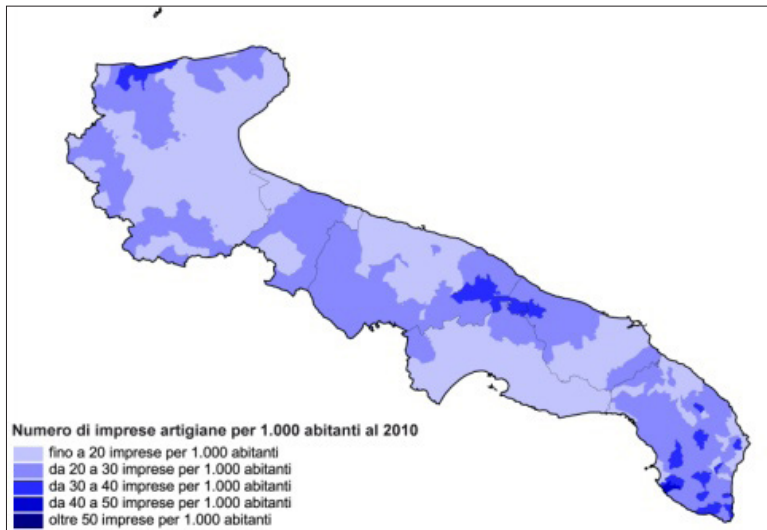 Numero di imprese artigiane per 1.000 abitanti al 2010
fino a 20 imprese per 1.000 abitanti
da 20 a 30 imprese per 1.000 abitanti
da 30 a 40 imprese per 1.000 abitanti
da 40 a 50 imprese per 1.000 abitanti
oltre 50 imprese per 1.000 abitanti